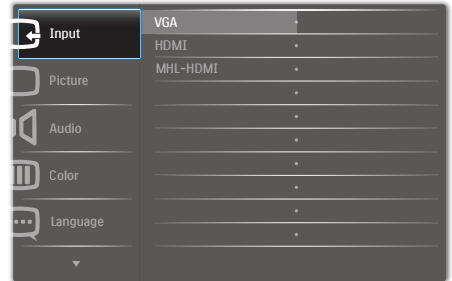 Input
Picture
Audio
Color
Language
VGA
HDMI
MHL-HDMI